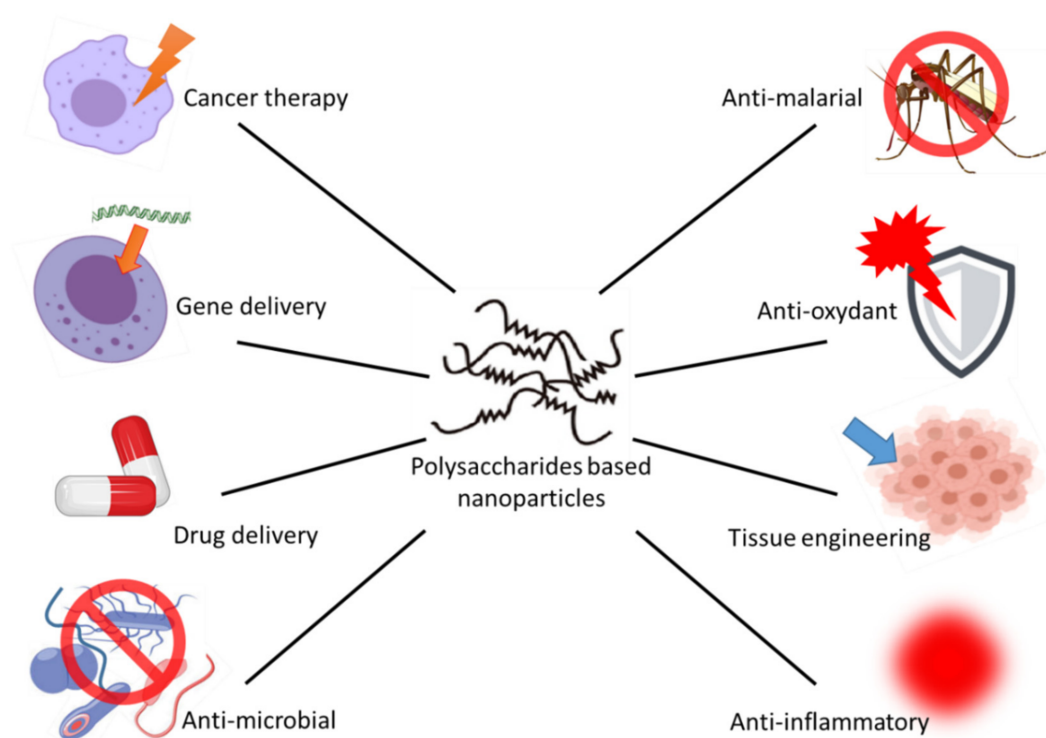 Cancer therapy
Anti-malarial
Gene delivery
Anti-oxydant
Polysaccharides based
nanoparticles
Drug delivery
Tissue engineering
Anti-microbial
Anti-inflammatory